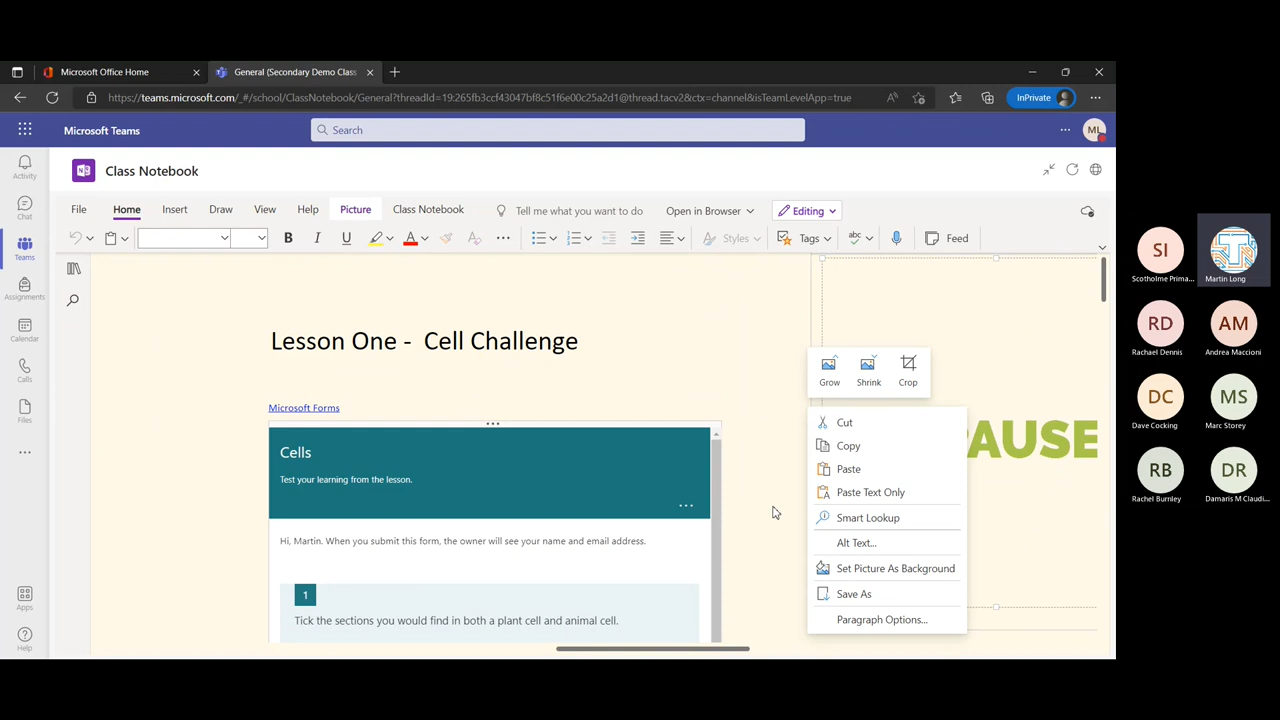 Microsoft Office Home
General (Secondary Demo Class
InPrivate
https://teams.microsoft.com/_#/school/ClassNotebook/General?threadId=19:265fb3ccf43047bf8c51f6e00c25a2d1@thread.tacv2&ctx=channel&isTeamLevelApp=true
Microsoft Teams
Search
ML
Activity
Chat
Teams
Assignments
Calendar
Calls
Files
Apps
Help
Class Notebook
File Home Insert Draw View Help Picture Class Notebook Tell me what you want to do Open in Browser Editing
B I U A Styles Tags Feed
Lesson One - Cell Challenge
Microsoft Forms
Cells
Test your learning from the lesson.
Hi, Martin. When you submit this form, the owner will see your name and email address.
1
Tick the sections you would find in both a plant cell and animal cell.
Grow Shrink Crop
Cut
Copy
Paste
Paste Text Only
Smart Lookup
Alt Text...
Set Picture As Background
Save As
Paragraph Options...
AUSE
SI
Scotholme Prima...
Martin Long
RD
Rachael Dennis
AM
Andrea Maccioni
DC
Dave Cocking
MS
Marc Storey
RB
Rachel Burnley
DR
Damaris M Claudi...